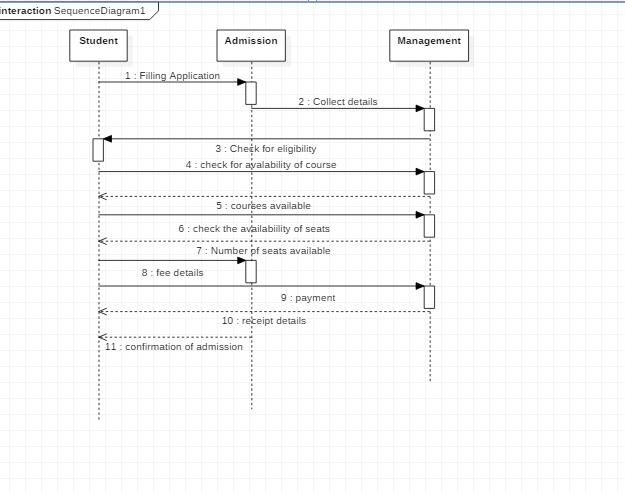 interaction SequenceDiagram1
Student
Admission
Management
1 : Filling Application
2 : Collect details
3 : Check for eligibility
4 : check for avalability of course
5 : courses available
6 : check the availabiility of seats
7 : Number of seats available
8 : fee details
9 : payment
10 : receipt details
11 : confirmation of admission